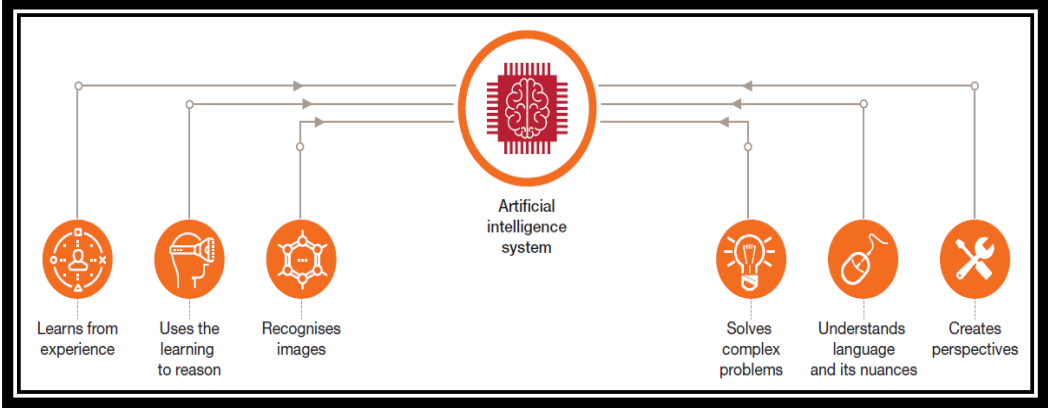 Artificial
intelligence
system
Learns from
experience
Uses the
learning
to reason
Recognises
images
Solves
complex
problems
Understands
language
and its nuances
Creates
perspectives